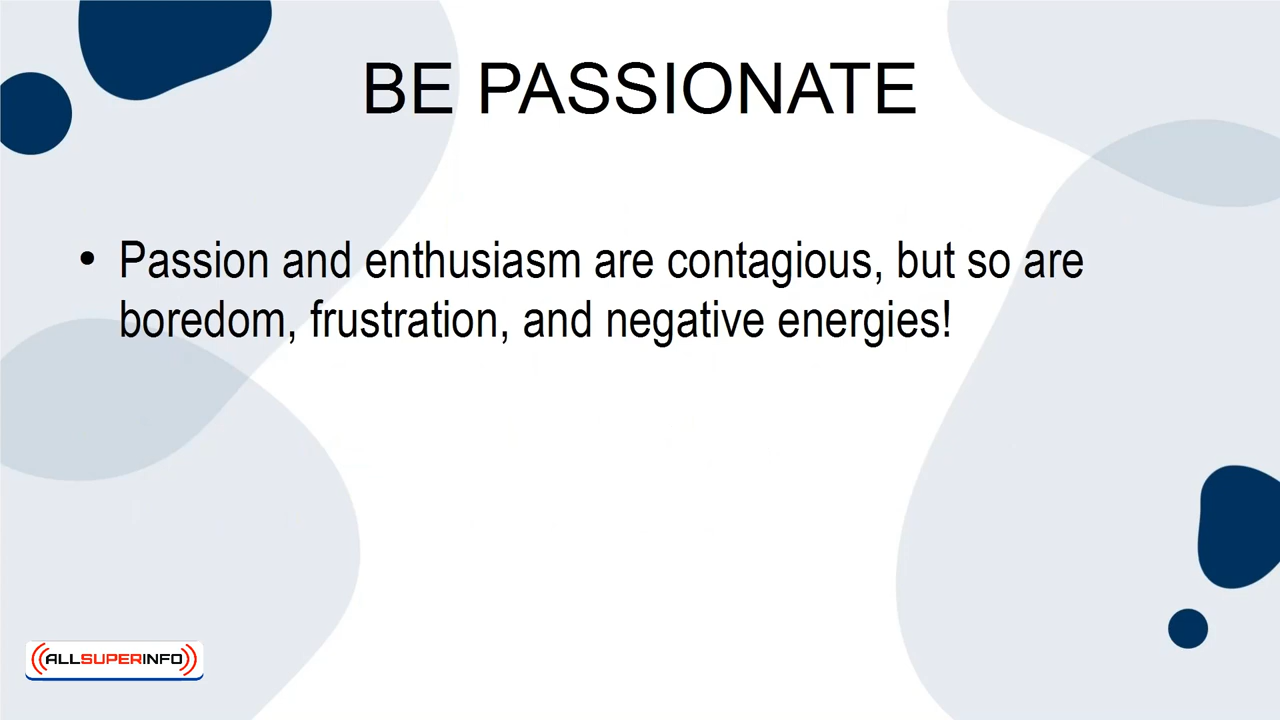 BE PASSIONATE
• Passion and enthusiasm are contagious, but so are
boredom, frustration, and negative energies!
ALLSUPERINFO